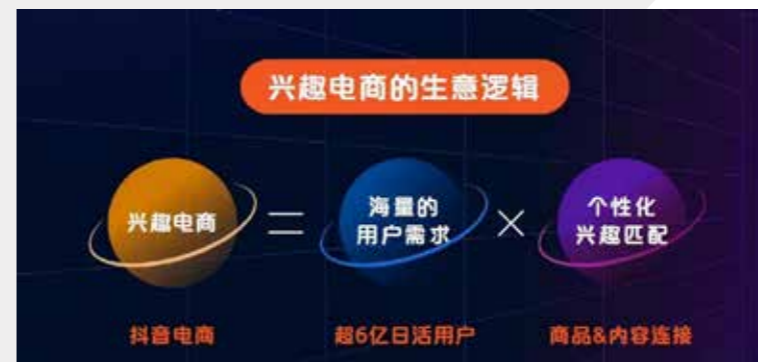 兴趣电商的生意逻辑
兴趣电商
=
海量的
用户需求
×
个性化
兴趣匹配
抖音电商
超6亿日活用户
商品&内容连接